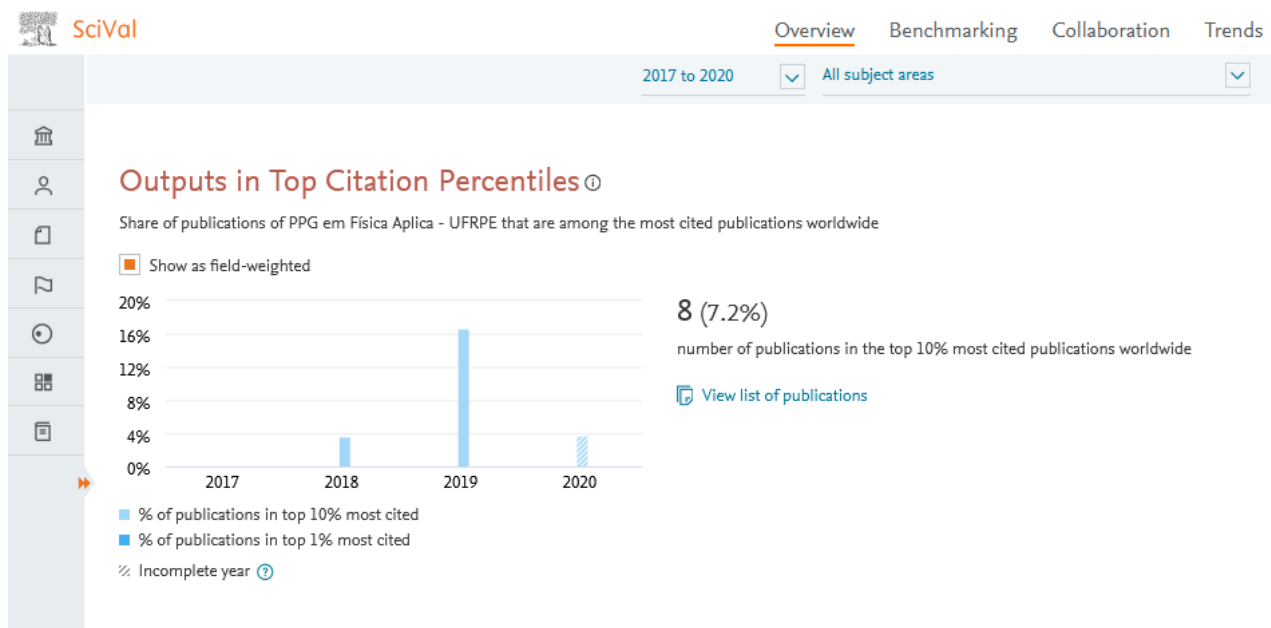 SciVal
Overview Benchmarking Collaboration Trends
2017 to 2020 All subject areas
Outputs in Top Citation Percentiles
Share of publications of PPG em Física Aplica - UFRPE that are among the most cited publications worldwide
Show as field-weighted
20%
16%
12%
8%
4%
0%
2017 2018 2019 2020
% of publications in top 10% most cited
% of publications in top 1% most cited
Incomplete year ?
8 (7.2%)
number of publications in the top 10% most cited publications worldwide
View list of publications